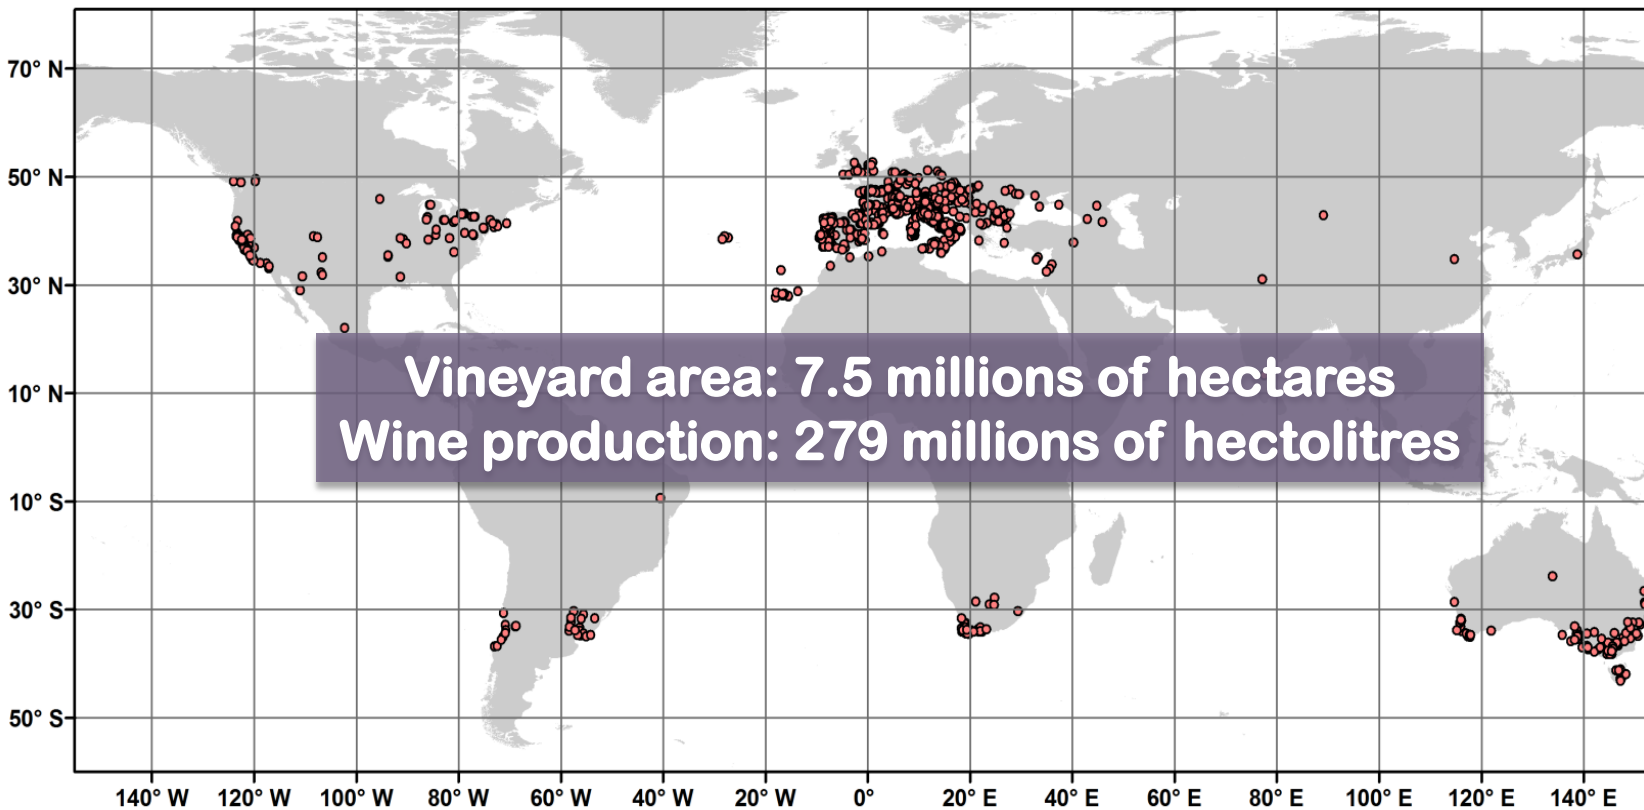 70° N
50° N
30° N
10° N
10° S
30° S
50° S
Vineyard area: 7.5 millions of hectares
Wine production: 279 millions of hectolitres
140° W 120° W 100° W 80° W 60° W 40° W 20° W 0° 20° E 40° E 60° E 80° E 100° E 120° E 140° E